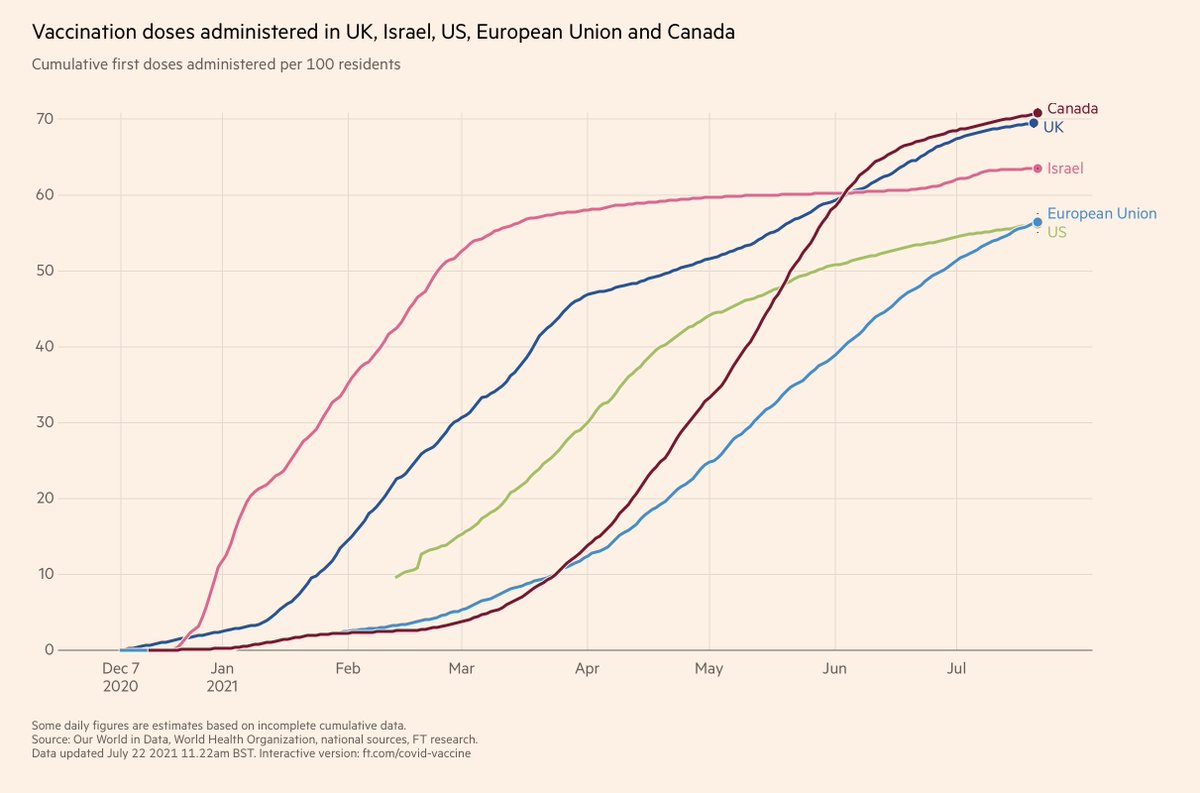 Vaccination doses administered in UK, Israel, US, European Union and Canada
Cumulative first doses administered per 100 residents
70
60
50
40
30
20
10
0
Canada
UK
Israel
European Union
US
Dec 7
2020
Jan
2021
Feb
Mar
Apr
May
Jun
Jul
Some daily figures are estimates based on incomplete cumulative data.
Source: Our World in Data, World Health Organization, national sources, FT research.
Data updated July 22 2021 11.22am BST. Interactive version: ft.com/covid-vaccine